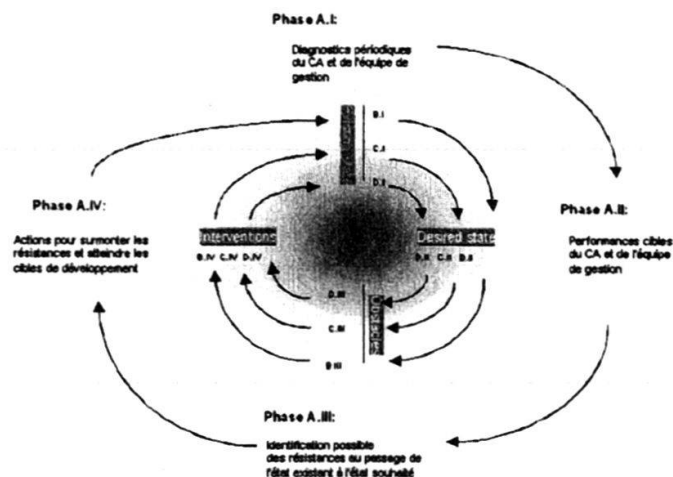 Phase A.I:
Diagnostics périodiques
du CA et de l'équipe de
gestion
B.I
C.I
D.I
Phase A.IV:
Actions pour surmonter les
résistances et atteindre les
cibles de développement
Interventions
B.IV C.IV D.IV
Desired state
D.II C.II B.II
Phase A.II:
Performances cibles
du CA et de l'équipe
de gestion
D.III
C.III
B.III
Phase A.III:
Identification possible
des résistances au passage de
l'état existant à l'état souhaité